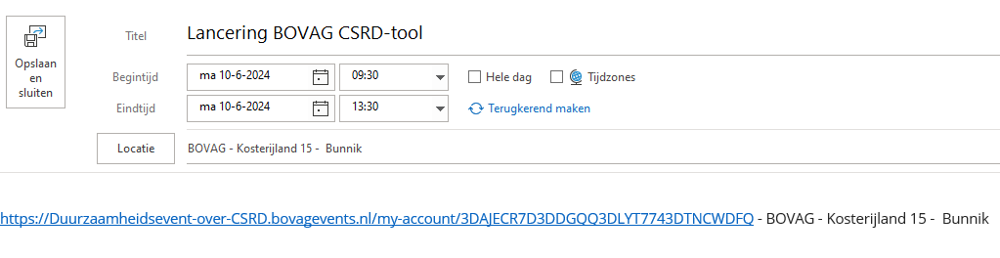 Opslaan
en
sluiten
Titel Lancering BOVAG CSRD-tool
Begintijd ma 10-6-2024 09:30 Hele dag Tijdzones
Eindtijd ma 10-6-2024 13:30 Terugkerend maken
Locatie BOVAG - Kosterijland 15 - Bunnik
https://Duurzaamheidsevent-over-CSRD.bovagevents.nl/my-account/3DAJECR7D3DDGQQ3DLYT7743DTNCWDFQ - BOVAG - Kosterijland 15 - Bunnik